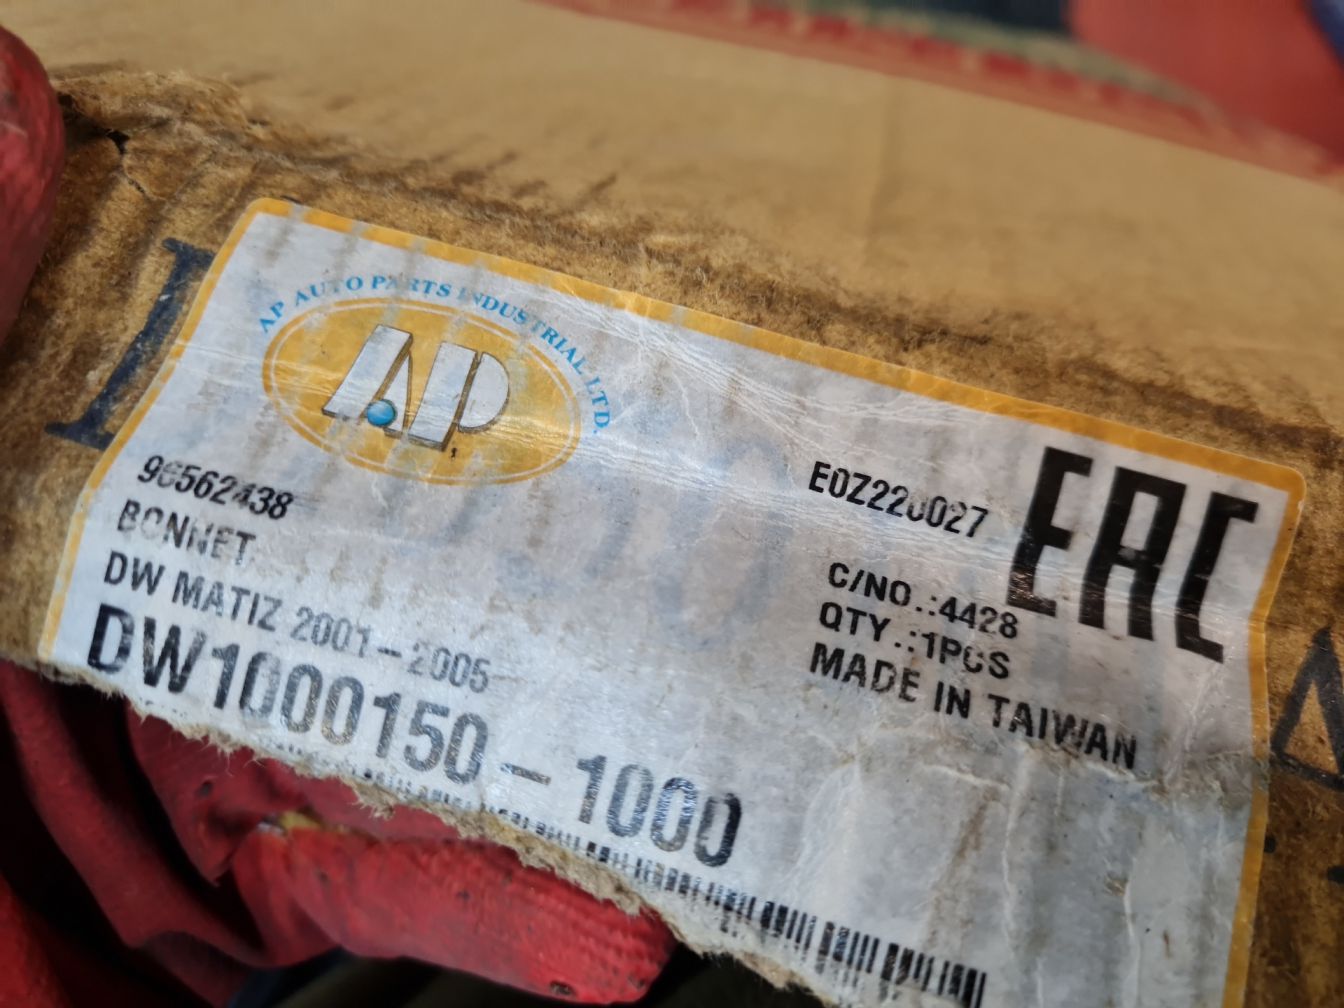 AP AUTO PARTS INDUSTRIAL LTD.
AP
96562438
BONNET
DW MATIZ 2001-2005
DW1000150-1000
E0Z220027
EAC
C/NO.:4428
QTY.:1PCS
MADE IN TAIWAN